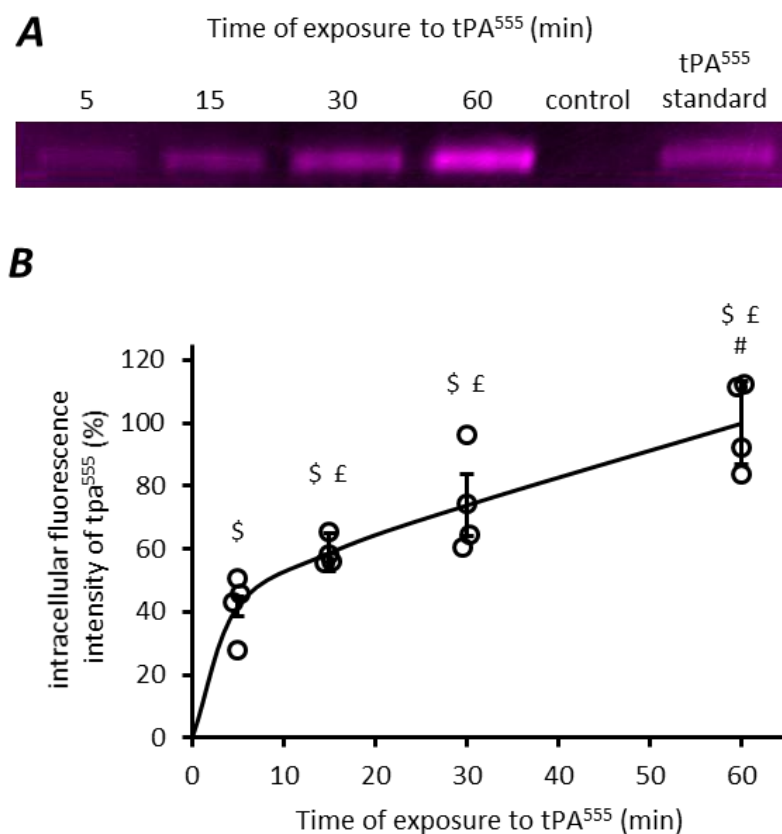 A
Time of exposure to tPA⁵⁵⁵ (min)
5 15 30 60 control tPA⁵⁵⁵ standard
B
intracellular fluorescence
intensity of tpa⁵⁵⁵ (%)
$ £
#
$ £
$ £
$
120
100
80
60
40
20
0
0 10 20 30 40 50 60
Time of exposure to tPA⁵⁵⁵ (min)